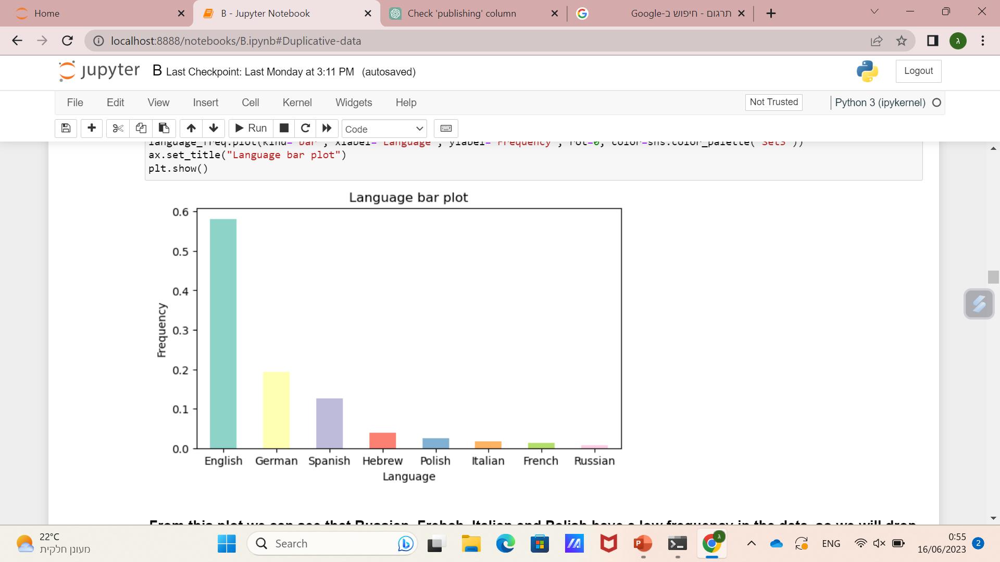 Home
B - Jupyter Notebook
Check 'publishing' column
תרגום - חיפוש ב-Google
localhost:8888/notebooks/B.ipynb#Duplicative-data
ג
jupyter B Last Checkpoint: Last Monday at 3:11 PM (autosaved)
Logout
File Edit View Insert Cell Kernel Widgets Help
Not Trusted
Python 3 (ipykernel)
Run
Code
language_freq.plot(kind="bar", xlabel="Language", ylabel="Frequency", rot=0, color=sns.color_palette("Set3"))
ax.set_title("Language bar plot")
plt.show()
Language bar plot
0.6
0.5
0.4
0.3
0.2
0.1
0.0
Frequency
English German Spanish Hebrew Polish Italian French Russian
Language
From this plot we can see that Russian, Frehch, Italian and Polish have a low frequency in the data, so we will drop
22°C
מעונן חלקית
Search
ENG
0:55
16/06/2023
2